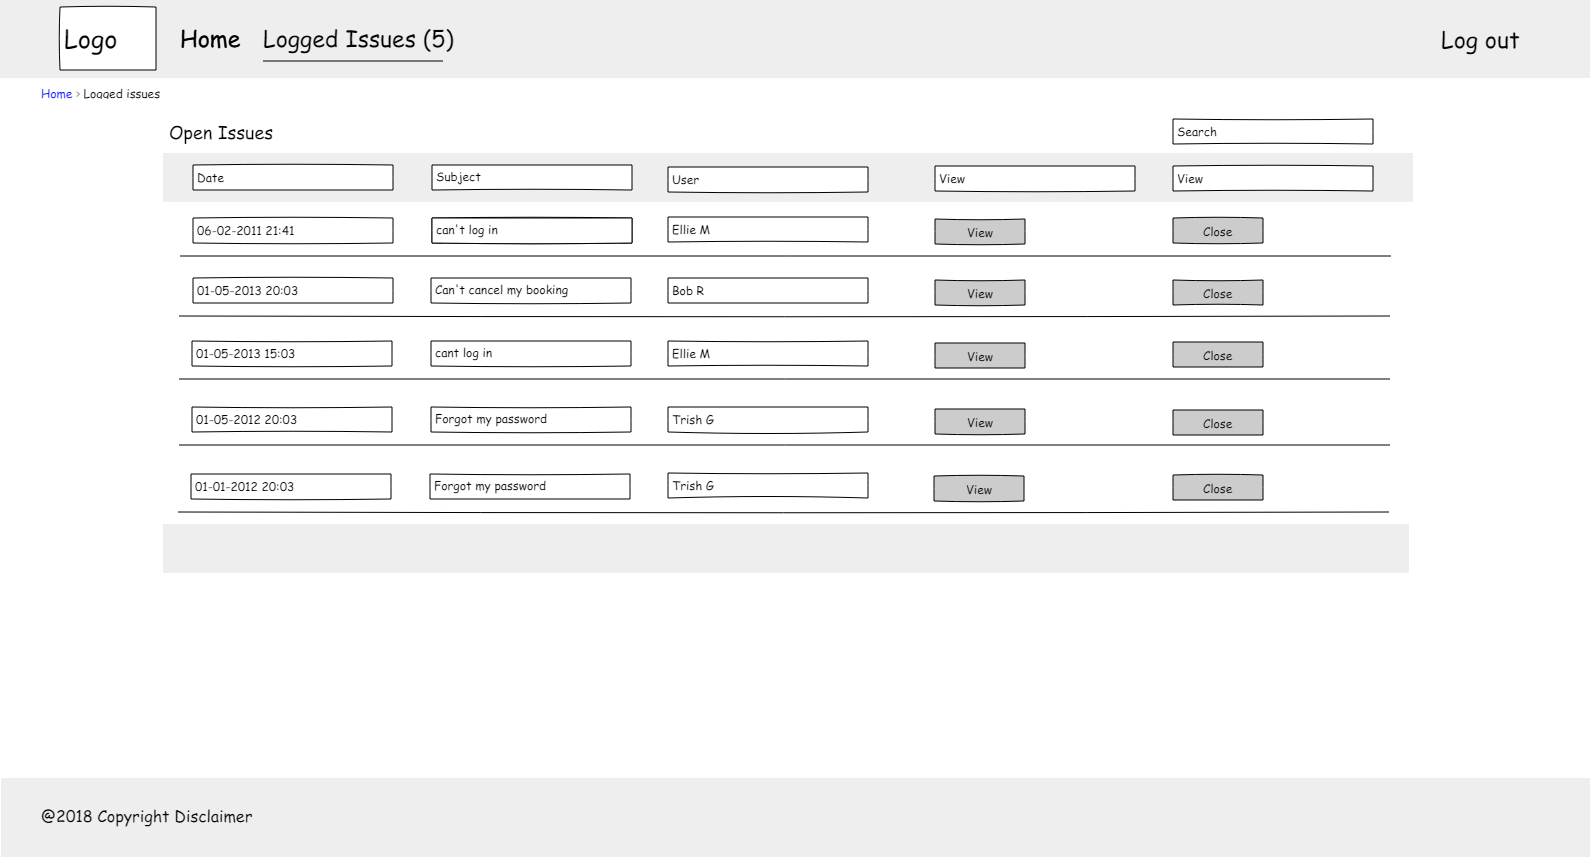 Logo Home Logged Issues (5) Log out
Home > Logged issues
Open Issues Search
Date Subject User View View
06-02-2011 21:41 can't log in Ellie M View Close
01-05-2013 20:03 Can't cancel my booking Bob R View Close
01-05-2013 15:03 cant log in Ellie M View Close
01-05-2012 20:03 Forgot my password Trish G View Close
01-01-2012 20:03 Forgot my password Trish G View Close
@2018 Copyright Disclaimer